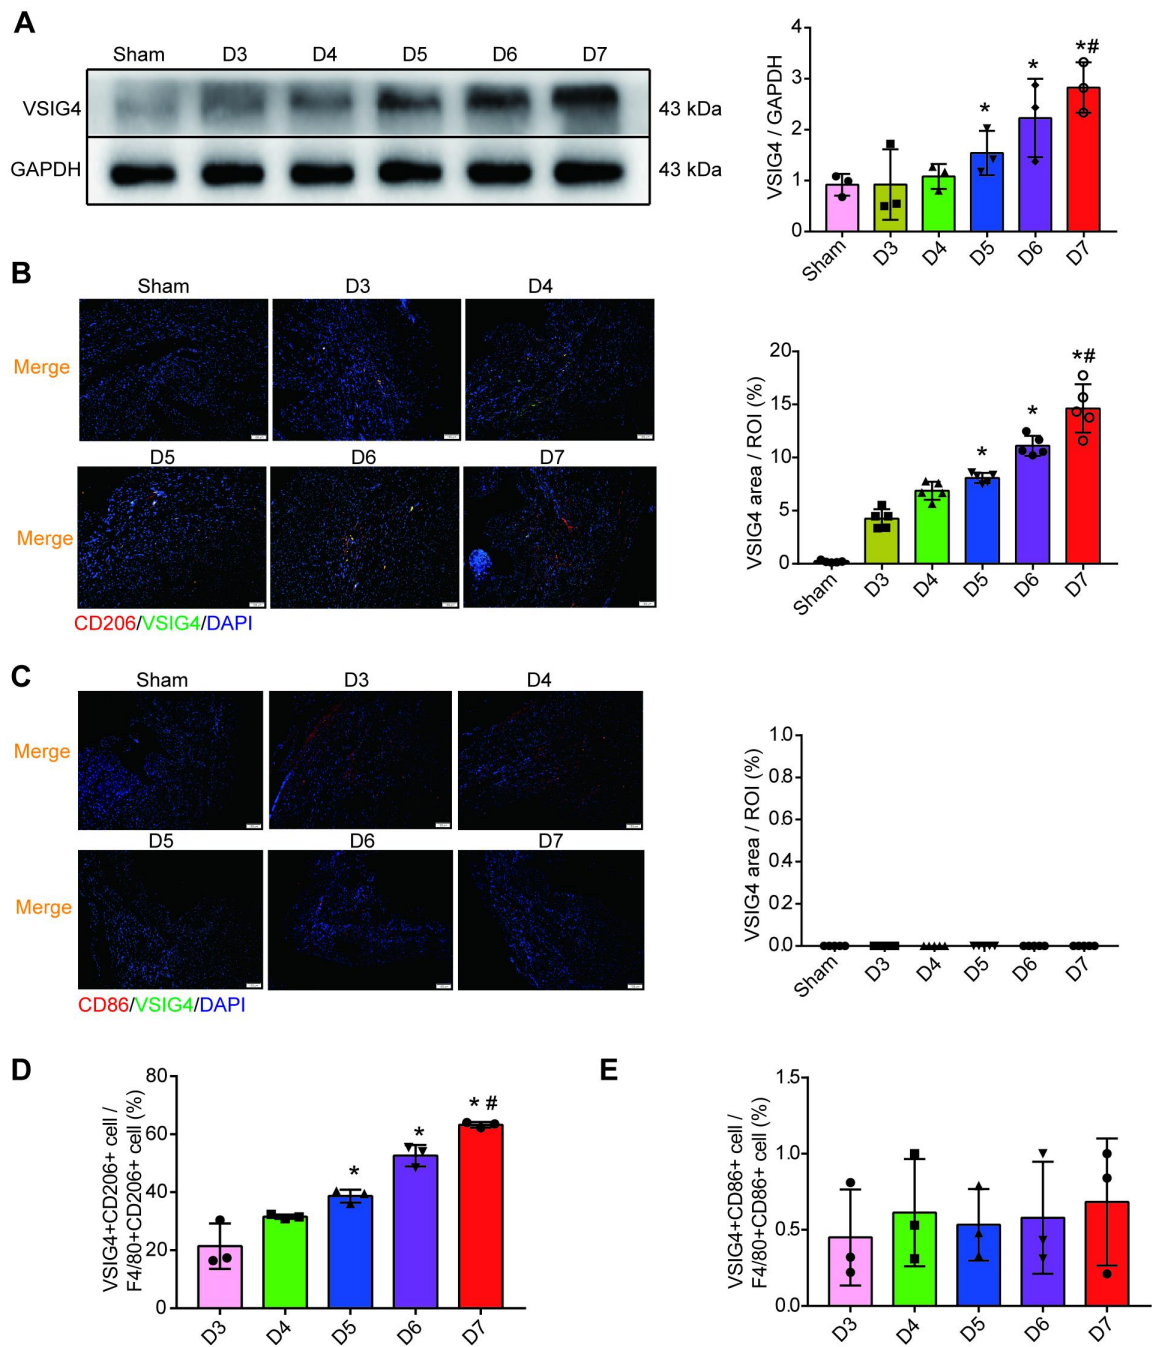 A
Sham D3 D4 D5 D6 D7
VSIG4 43 kDa
GAPDH 43 kDa
VSIG4 / GAPDH
4
3
2
1
0
* * *#
Sham D3 D4 D5 D6 D7
B
Sham D3 D4
Merge
D5 D6 D7
Merge
CD206/VSIG4/DAPI
VSIG4 area / ROI (%)
20
15
10
5
0
* * *#
Sham D3 D4 D5 D6 D7
C
Sham D3 D4
Merge
D5 D6 D7
Merge
CD86/VSIG4/DAPI
VSIG4 area / ROI (%)
1.0
0.8
0.6
0.4
0.2
0.0
Sham D3 D4 D5 D6 D7
D
VSIG4+CD206+ cell /
F4/80+CD206+ cell (%)
80
60
40
20
0
* * * #
D3 D4 D5 D6 D7
E
VSIG4+CD86+ cell /
F4/80+CD86+ cell (%)
1.5
1.0
0.5
0.0
D3 D4 D5 D6 D7